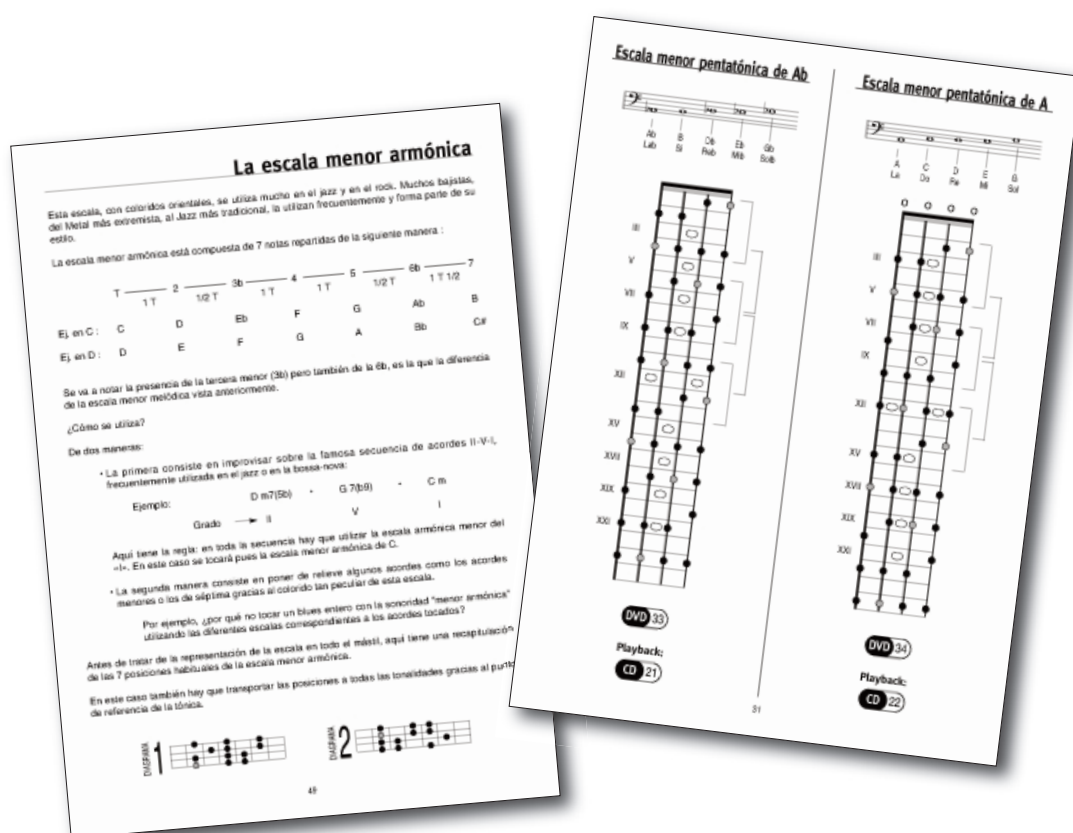 La escala menor armónica
Esta escala, con coloridos orientales, se utiliza mucho en el jazz y en el rock. Muchos bajistas,
del Metal más extremista, al Jazz más tradicional, la utilizan frecuentemente y forma parte de su
estilo.
La escala menor armónica está compuesta de 7 notas repartidas de la siguiente manera :
T 2 3b 4 5 6b 7
1 T 1/2 T 1 T 1 T 1/2 T 1 T 1/2
Ej. en C : C D Eb F G Ab B
Ej. en D : D E F G A Bb C#
Se va a notar la presencia de la tercera menor (3b) pero también de la 6b, es la que la diferencia
de la escala menor melódica vista anteriormente.
¿Cómo se utiliza?
De dos maneras:
• La primera consiste en improvisar sobre la famosa secuencia de acordes II-V-I,
frecuentemente utilizada en el jazz o en la bossa-nova:
Ejemplo: D m7(5b) • G 7(b9) • C m
Grado II V I
Aquí tiene la regla: en toda la secuencia hay que utilizar la escala armónica menor del
«I». En este caso se tocará pues la escala menor armónica de C.
• La segunda manera consiste en poner de relieve algunos acordes como los acordes
menores o los de séptima gracias al colorido tan peculiar de esta escala.
Por ejemplo, ¿por qué no tocar un blues entero con la sonoridad "menor armónica"
utilizando las diferentes escalas correspondientes a los acordes tocados?
Antes de tratar de la representación de la escala en todo el mástil, aquí tiene una recapitulación
de las 7 posiciones habituales de la escala menor armónica.
En este caso también hay que transportar las posiciones a todas las tonalidades gracias al punto
de referencia de la tónica.
DIAGRAMA 1
DIAGRAMA 2
49
Escala menor pentatónica de Ab
Ab B Db Eb Gb
Lab Si Reb Mib Solb
III
V
VII
IX
XII
XV
XVII
XIX
XXI
DVD 33
Playback:
CD 21
Escala menor pentatónica de A
A C D E G
La Do Re Mi Sol
III
V
VII
IX
XII
XV
XVII
XIX
XXI
DVD 34
Playback:
CD 22
31